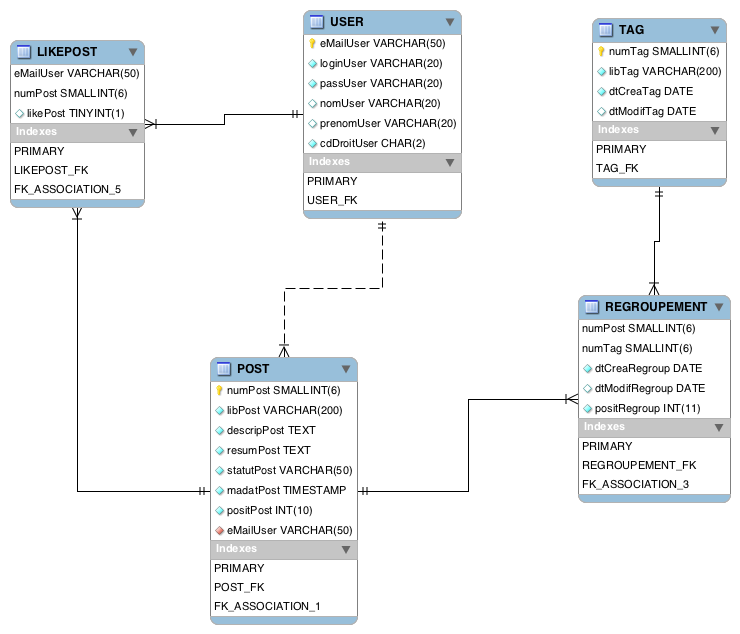 LIKEPOST
eMailUser VARCHAR(50)
numPost SMALLINT(6)
likePost TINYINT(1)
Indexes
PRIMARY
LIKEPOST_FK
FK_ASSOCIATION_5
USER
eMailUser VARCHAR(50)
loginUser VARCHAR(20)
passUser VARCHAR(20)
nomUser VARCHAR(20)
prenomUser VARCHAR(20)
cdDroitUser CHAR(2)
Indexes
PRIMARY
USER_FK
TAG
numTag SMALLINT(6)
libTag VARCHAR(200)
dtCreaTag DATE
dtModifTag DATE
Indexes
PRIMARY
TAG_FK
POST
numPost SMALLINT(6)
libPost VARCHAR(200)
descripPost TEXT
resumPost TEXT
statutPost VARCHAR(50)
madatPost TIMESTAMP
positPost INT(10)
eMailUser VARCHAR(50)
Indexes
PRIMARY
POST_FK
FK_ASSOCIATION_1
REGROUPEMENT
numPost SMALLINT(6)
numTag SMALLINT(6)
dtCreaRegroup DATE
dtModifRegroup DATE
positRegroup INT(11)
Indexes
PRIMARY
REGROUPEMENT_FK
FK_ASSOCIATION_3